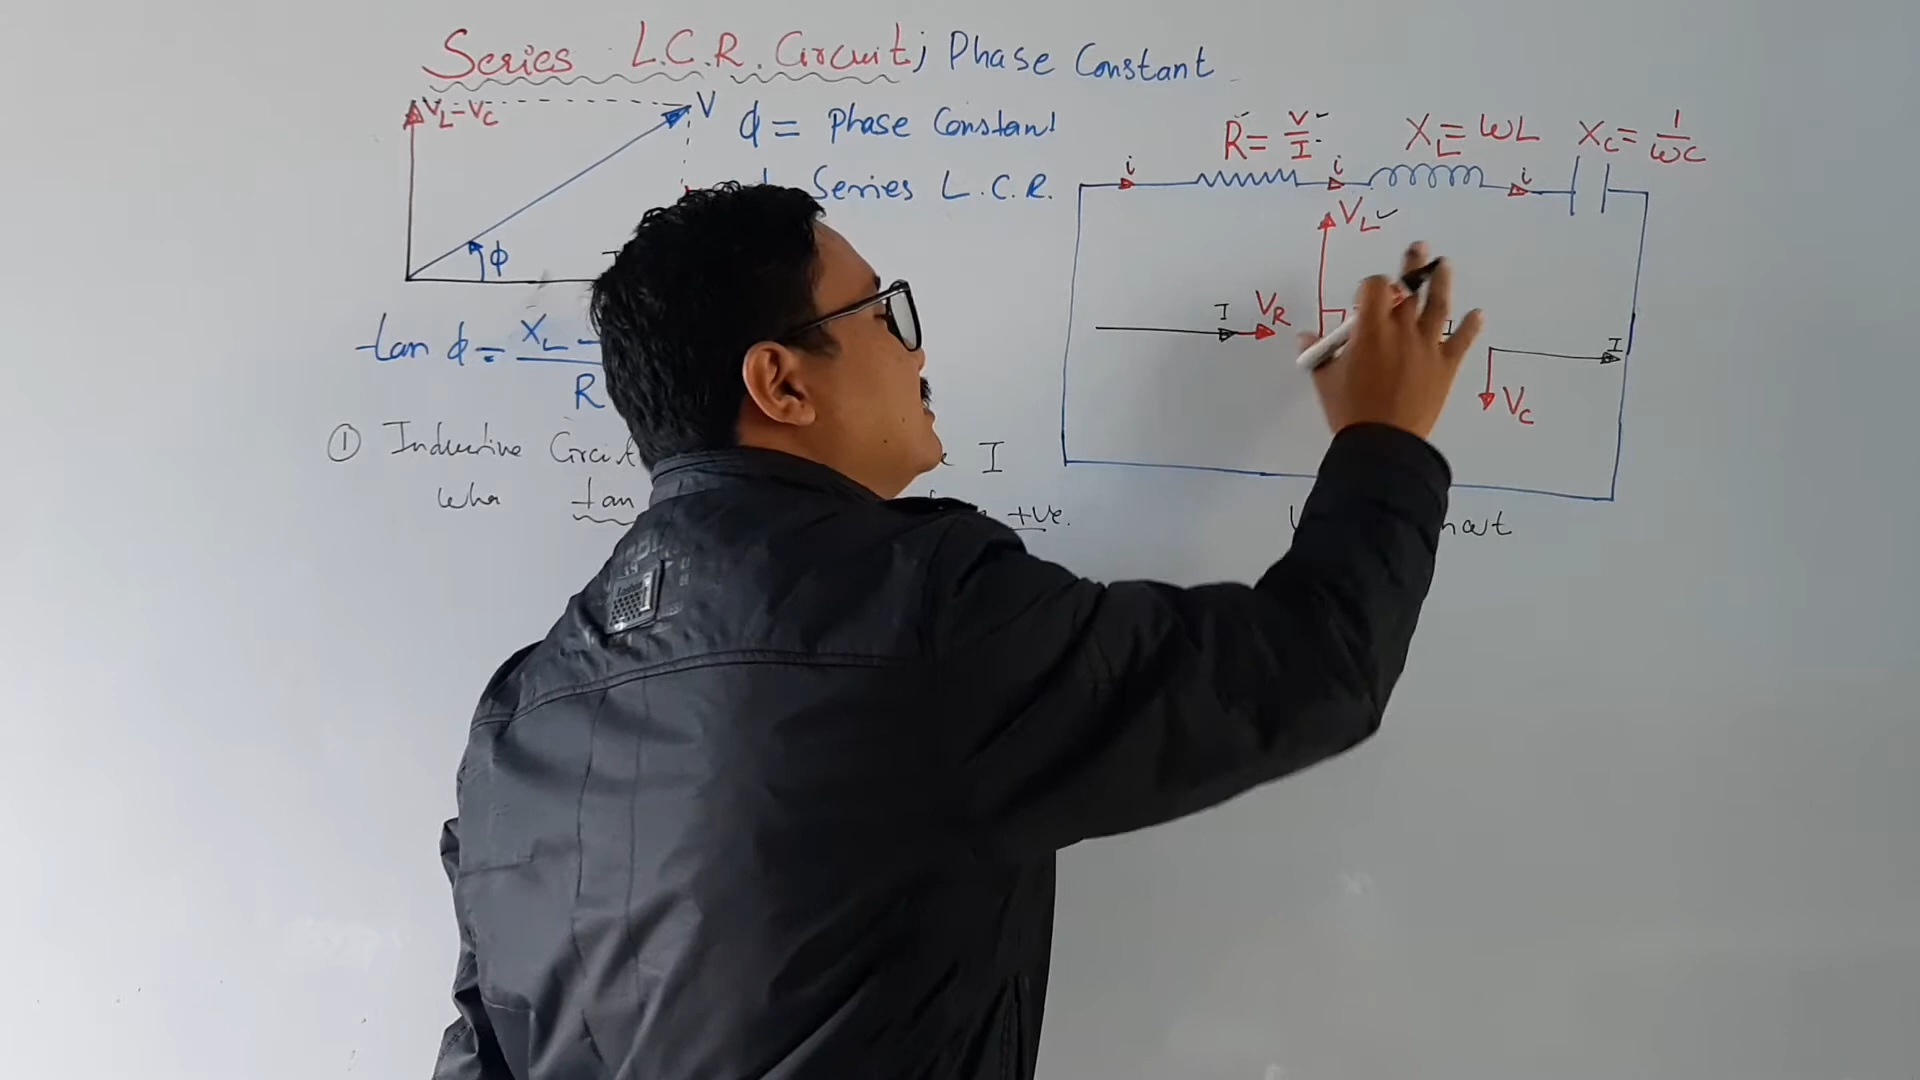 Series L.C.R. Circuit; Phase Constant
V_L-V_C
V
ϕ = Phase Constant
Series L.C.R.
ϕ
tan ϕ = X_L -
R
① Inductive Circuit
I
tan
+ve.
R = V/I
X_L = ωL
X_C = 1/ωC
i
i
i
V_L
I
V_R
I
I
V_C